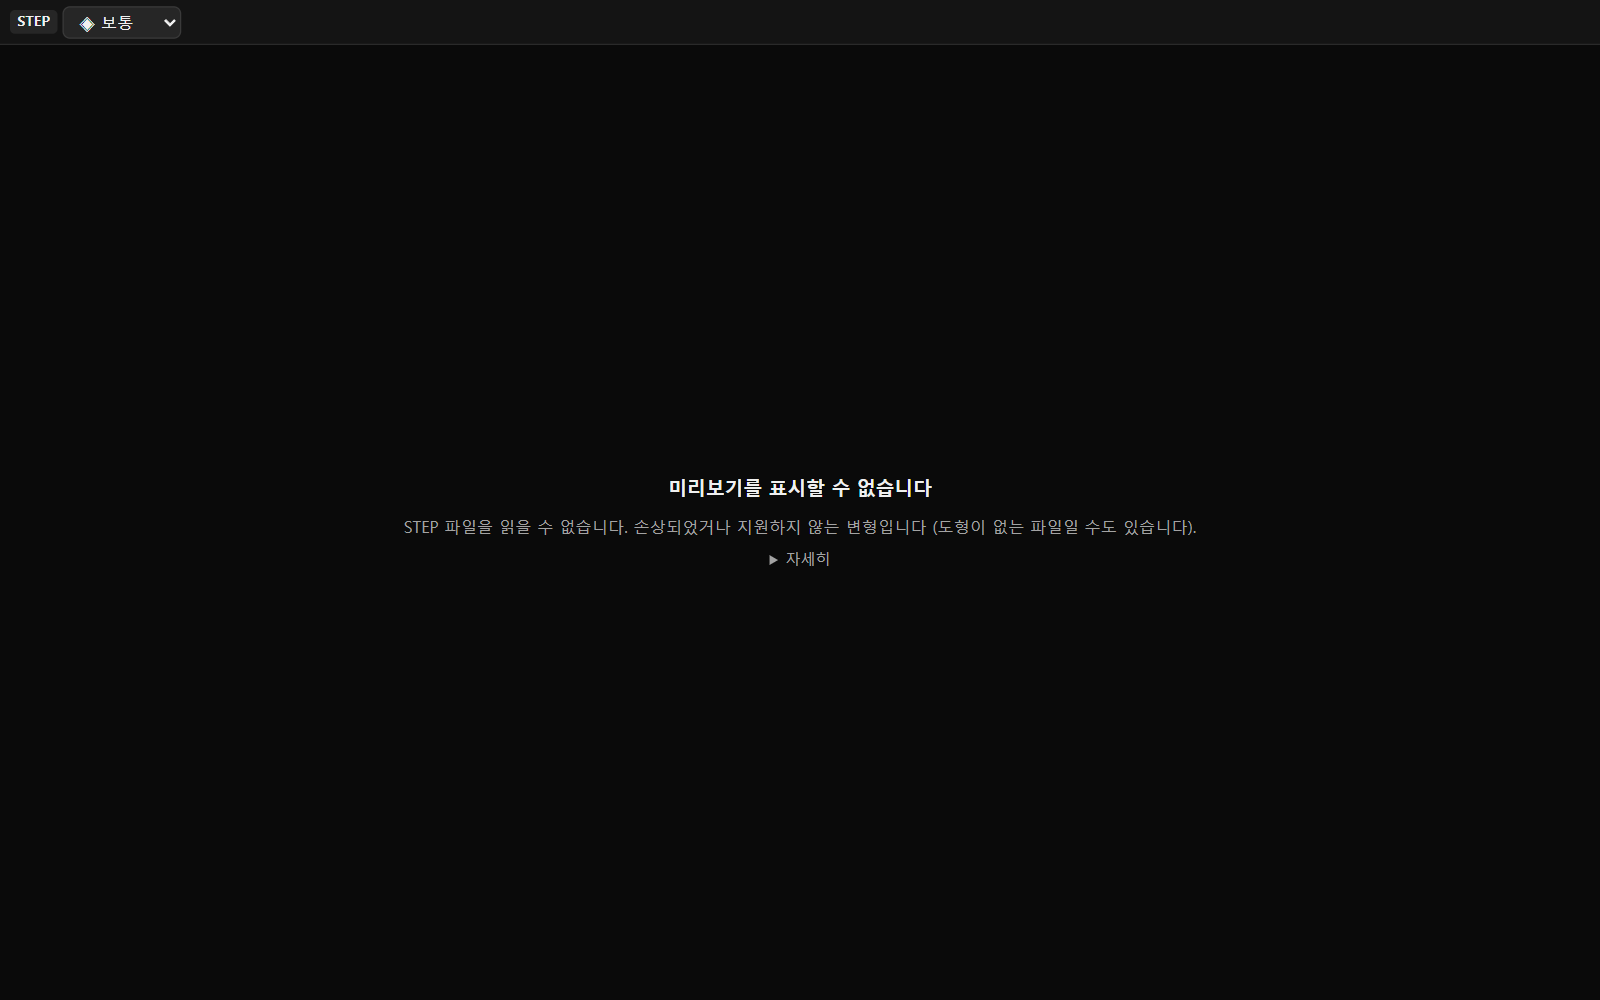 STEP
◈ 보통
미리보기를 표시할 수 없습니다
STEP 파일을 읽을 수 없습니다. 손상되었거나 지원하지 않는 변형입니다 (도형이 없는 파일일 수도 있습니다).
▶ 자세히